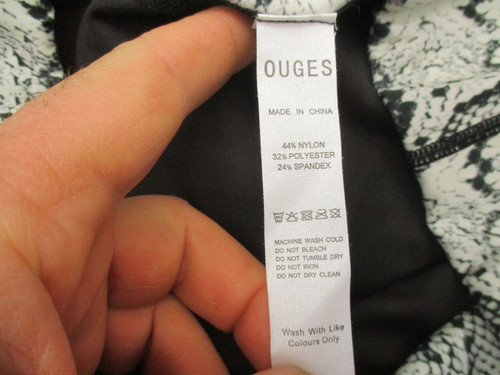 OUGES
MADE IN CHINA
44% NYLON
32% POLYESTER
24% SPANDEX
MACHINE WASH COLD
DO NOT BLEACH
DO NOT TUMBLE DRY
DO NOT IRON
DO NOT DRY CLEAN
Wash With Like
Colours Only